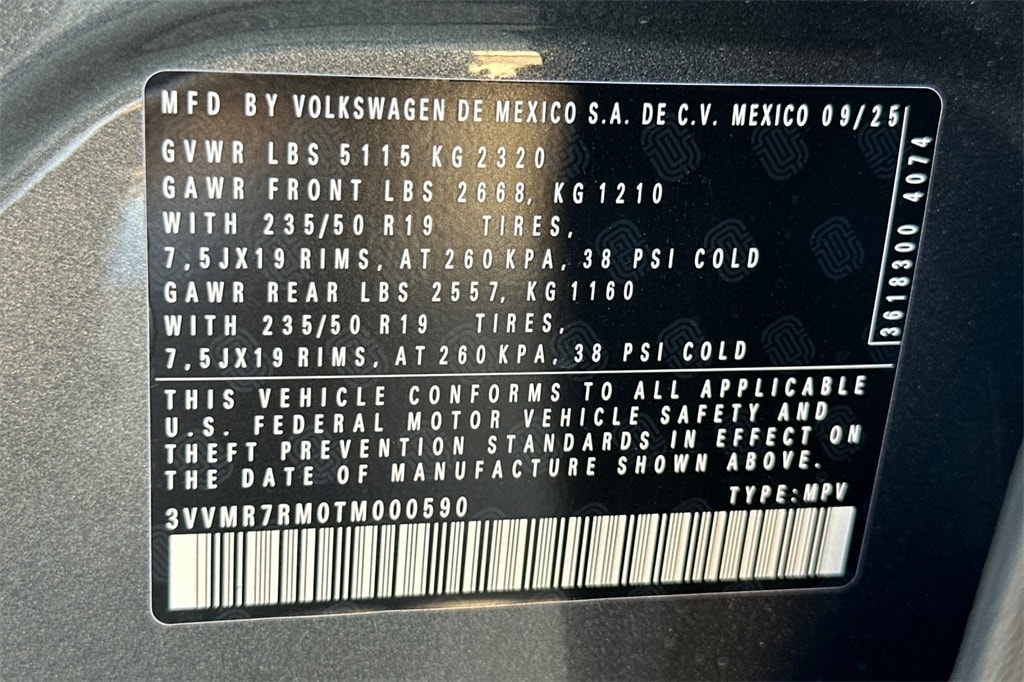 MFD BY VOLKSWAGEN DE MEXICO S.A. DE C.V. MEXICO 09/25
GVWR LBS 5115 KG 2320
GAWR FRONT LBS 2668, KG 1210
WITH 235/50 R19 TIRES,
7,5JX19 RIMS, AT 260 KPA, 38 PSI COLD
GAWR REAR LBS 2557, KG 1160
WITH 235/50 R19 TIRES,
7,5JX19 RIMS, AT 260 KPA, 38 PSI COLD
3618300 4074
THIS VEHICLE CONFORMS TO ALL APPLICABLE
U.S. FEDERAL MOTOR VEHICLE SAFETY AND
THEFT PREVENTION STANDARDS IN EFFECT ON
THE DATE OF MANUFACTURE SHOWN ABOVE.
3VVMR7RM0TM000590 TYPE:MPV